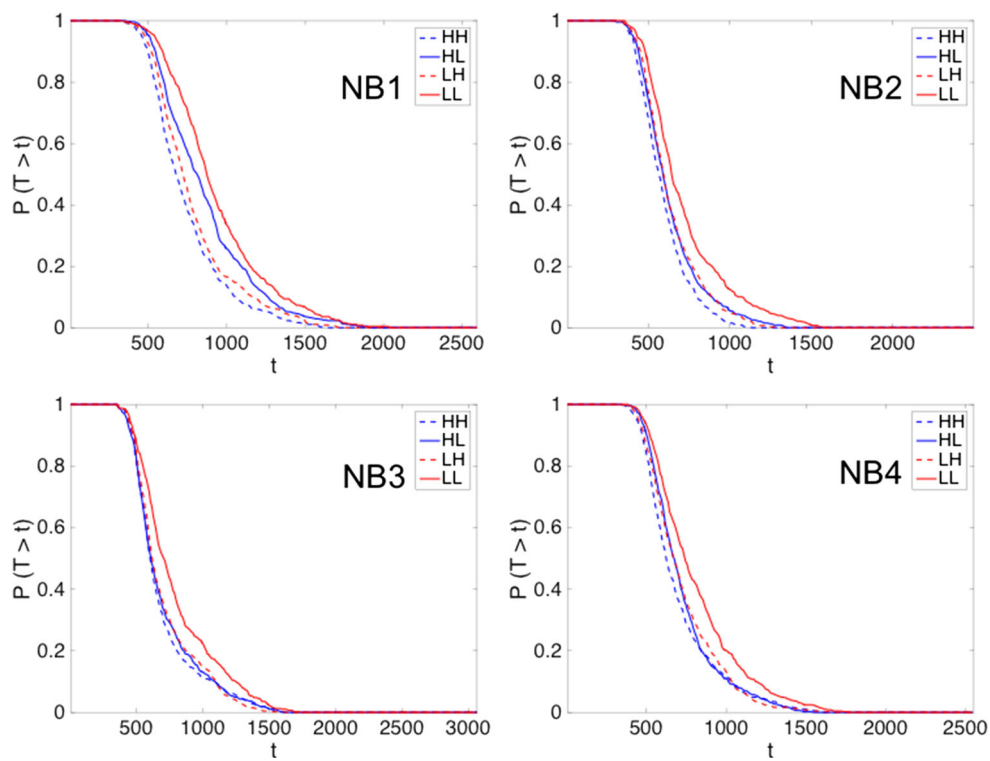 1
0.8
0.6
0.4
0.2
0
P (T > t)
500 1000 1500 2000 2500
t
NB1
HH
HL
LH
LL
1
0.8
0.6
0.4
0.2
0
P (T > t)
500 1000 1500 2000
t
NB2
HH
HL
LH
LL
1
0.8
0.6
0.4
0.2
0
P (T > t)
500 1000 1500 2000 2500 3000
t
NB3
HH
HL
LH
LL
1
0.8
0.6
0.4
0.2
0
P (T > t)
500 1000 1500 2000 2500
t
NB4
HH
HL
LH
LL